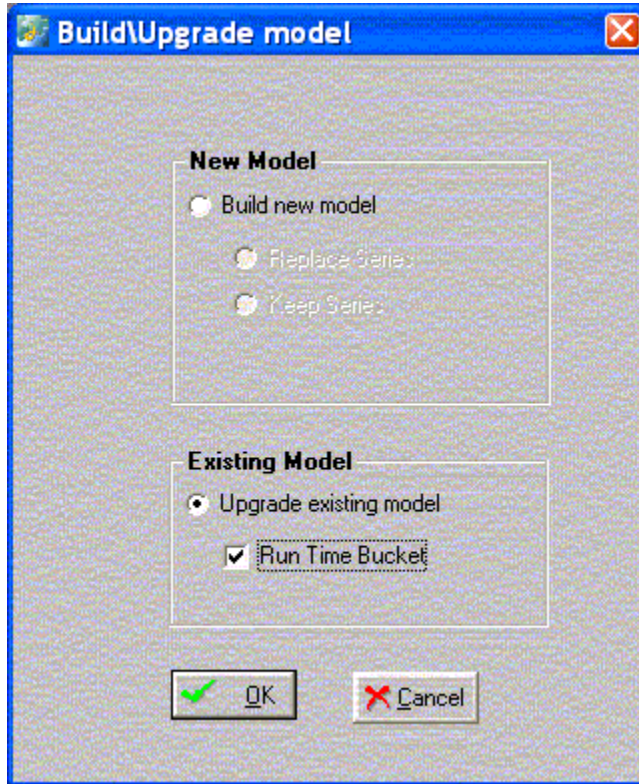 Build\Upgrade model
New Model
Build new model
Replace Series
Keep Series
Existing Model
Upgrade existing model
Run Time Bucket
OK
Cancel